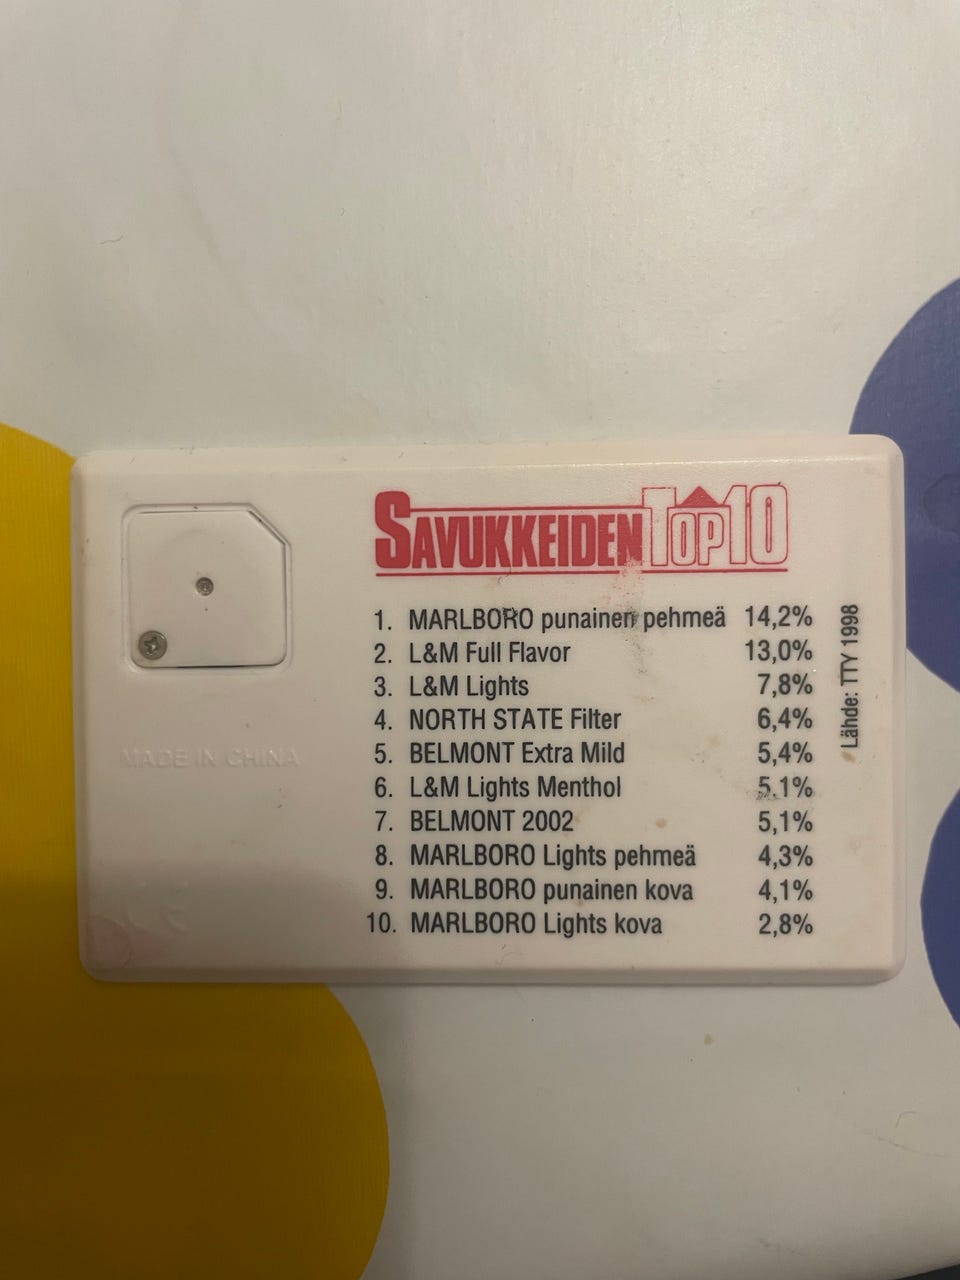 SAVUKKEIDEN TOP10
1. MARLBORO punainen pehmeä 14,2%
2. L&M Full Flavor 13,0%
3. L&M Lights 7,8%
4. NORTH STATE Filter 6,4%
5. BELMONT Extra Mild 5,4%
6. L&M Lights Menthol 5,1%
7. BELMONT 2002 5,1%
8. MARLBORO Lights pehmeä 4,3%
9. MARLBORO punainen kova 4,1%
10. MARLBORO Lights kova 2,8%
Lähde: TTY 1998
MADE IN CHINA